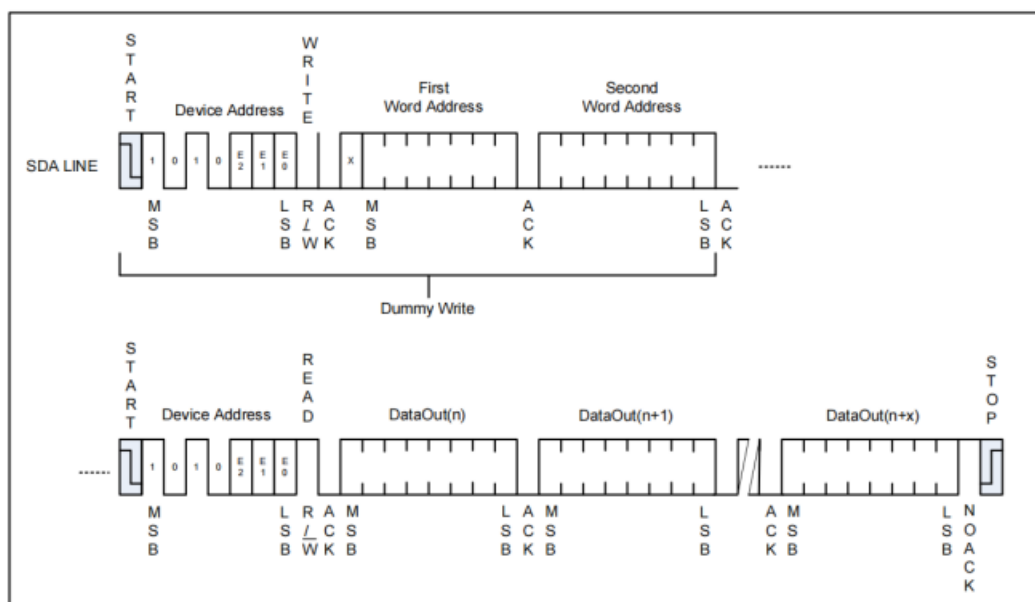 START
WRITE
Device Address
First
Word Address
Second
Word Address
SDA LINE
1 0 1 0 E2 E1 E0 X
MSB LSB R/W ACK MSB ACK LSB ACK
Dummy Write
START
READ
STOP
Device Address
DataOut(n)
DataOut(n+1)
DataOut(n+x)
1 0 1 0 E2 E1 E0
MSB LSB R/W ACK MSB LSB ACK MSB LSB ACK MSB LSB NOACK